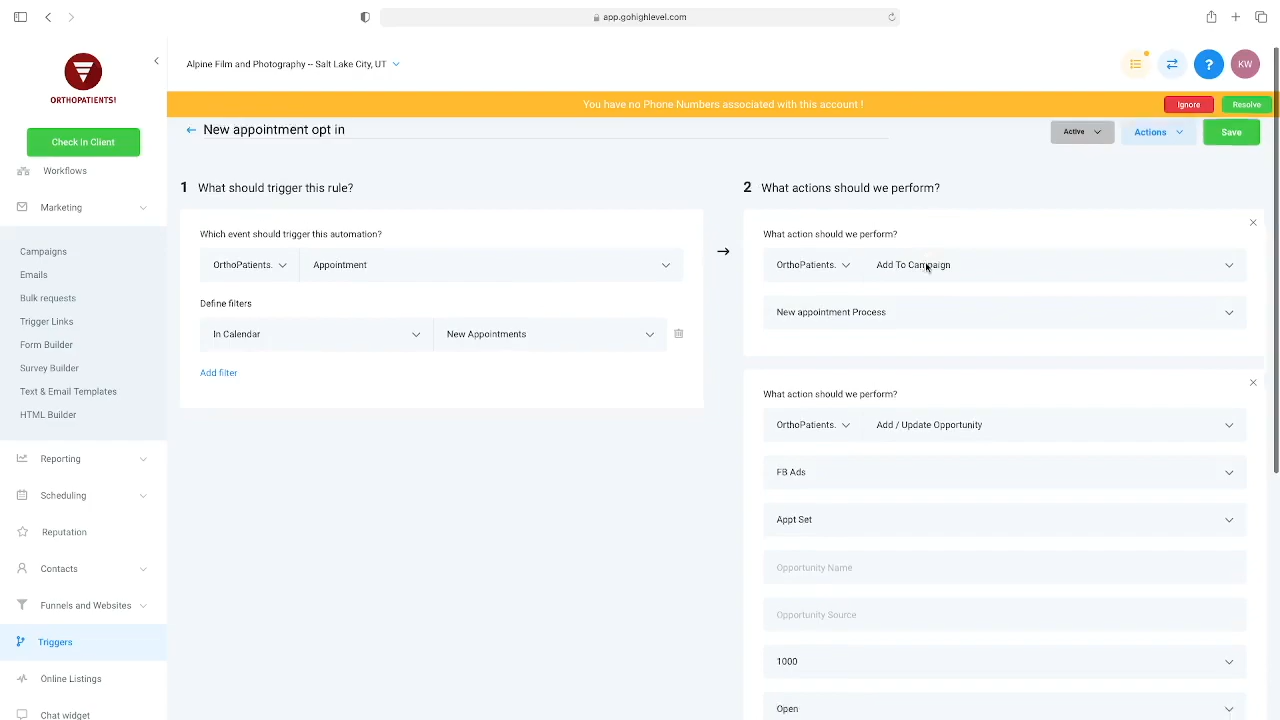 app.gohighlevel.com
ORTHOPATIENTS!
Check In Client
Workflows
Marketing
Campaigns
Emails
Bulk requests
Trigger Links
Form Builder
Survey Builder
Text & Email Templates
HTML Builder
Reporting
Scheduling
Reputation
Contacts
Funnels and Websites
Triggers
Online Listings
Chat widget
Alpine Film and Photography -- Salt Lake City, UT
?
KW
You have no Phone Numbers associated with this account !
Ignore
Resolve
New appointment opt in
Active
Actions
Save
1 What should trigger this rule?
Which event should trigger this automation?
OrthoPatients. Appointment
Define filters
In Calendar New Appointments
Add filter
2 What actions should we perform?
What action should we perform?
OrthoPatients. Add To Campaign
New appointment Process
What action should we perform?
OrthoPatients. Add / Update Opportunity
FB Ads
Appt Set
Opportunity Name
Opportunity Source
1000
Open